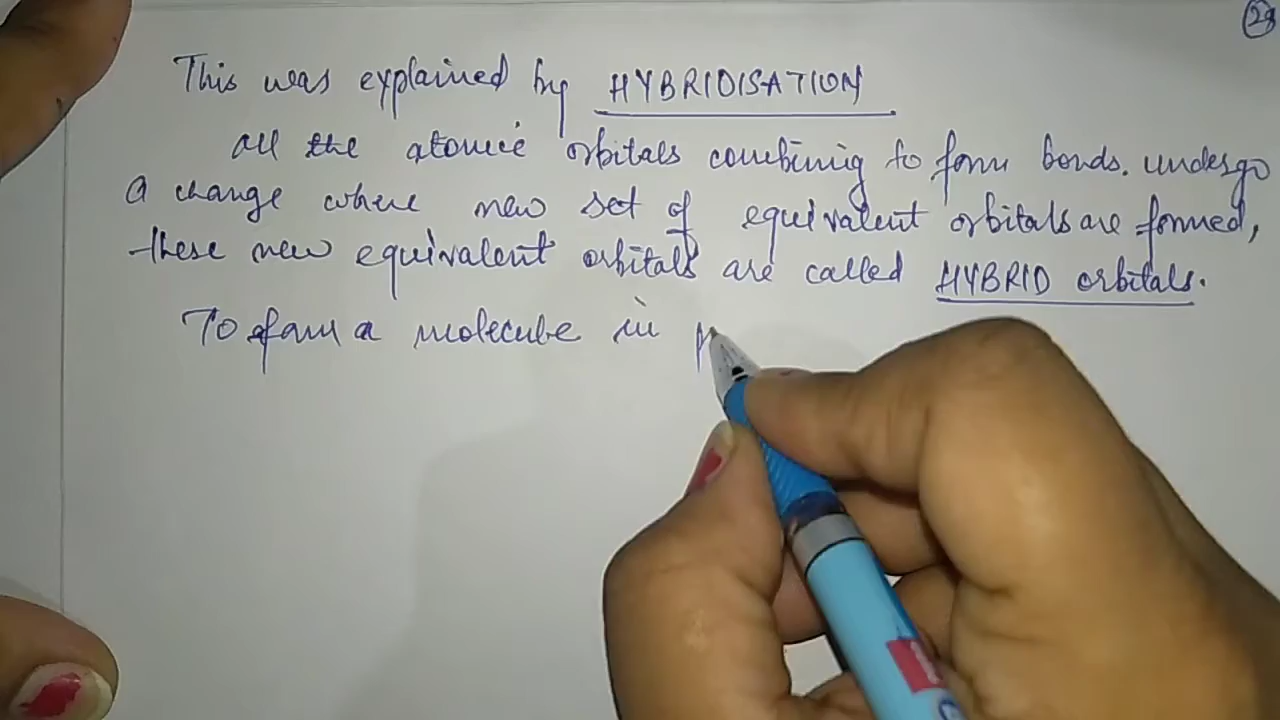 28
This was explained by HYBRIDISATION
all the atomic orbitals combining to form bonds. undergo
a change where new set of equivalent orbitals are formed,
these new equivalent orbitals are called HYBRID orbitals.
To form a molecule in